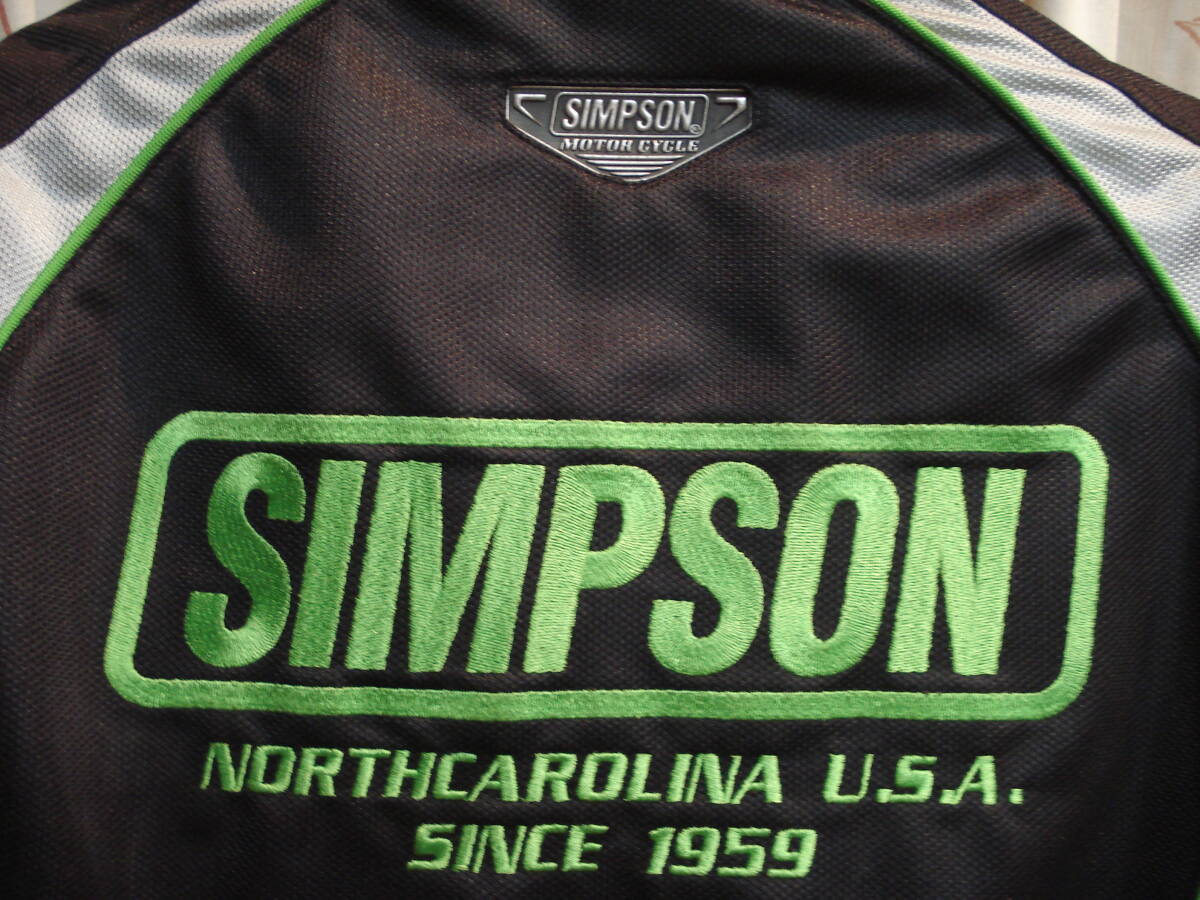 SIMPSON®
MOTOR CYCLE
SIMPSON
NORTHCAROLINA U.S.A.
SINCE 1959